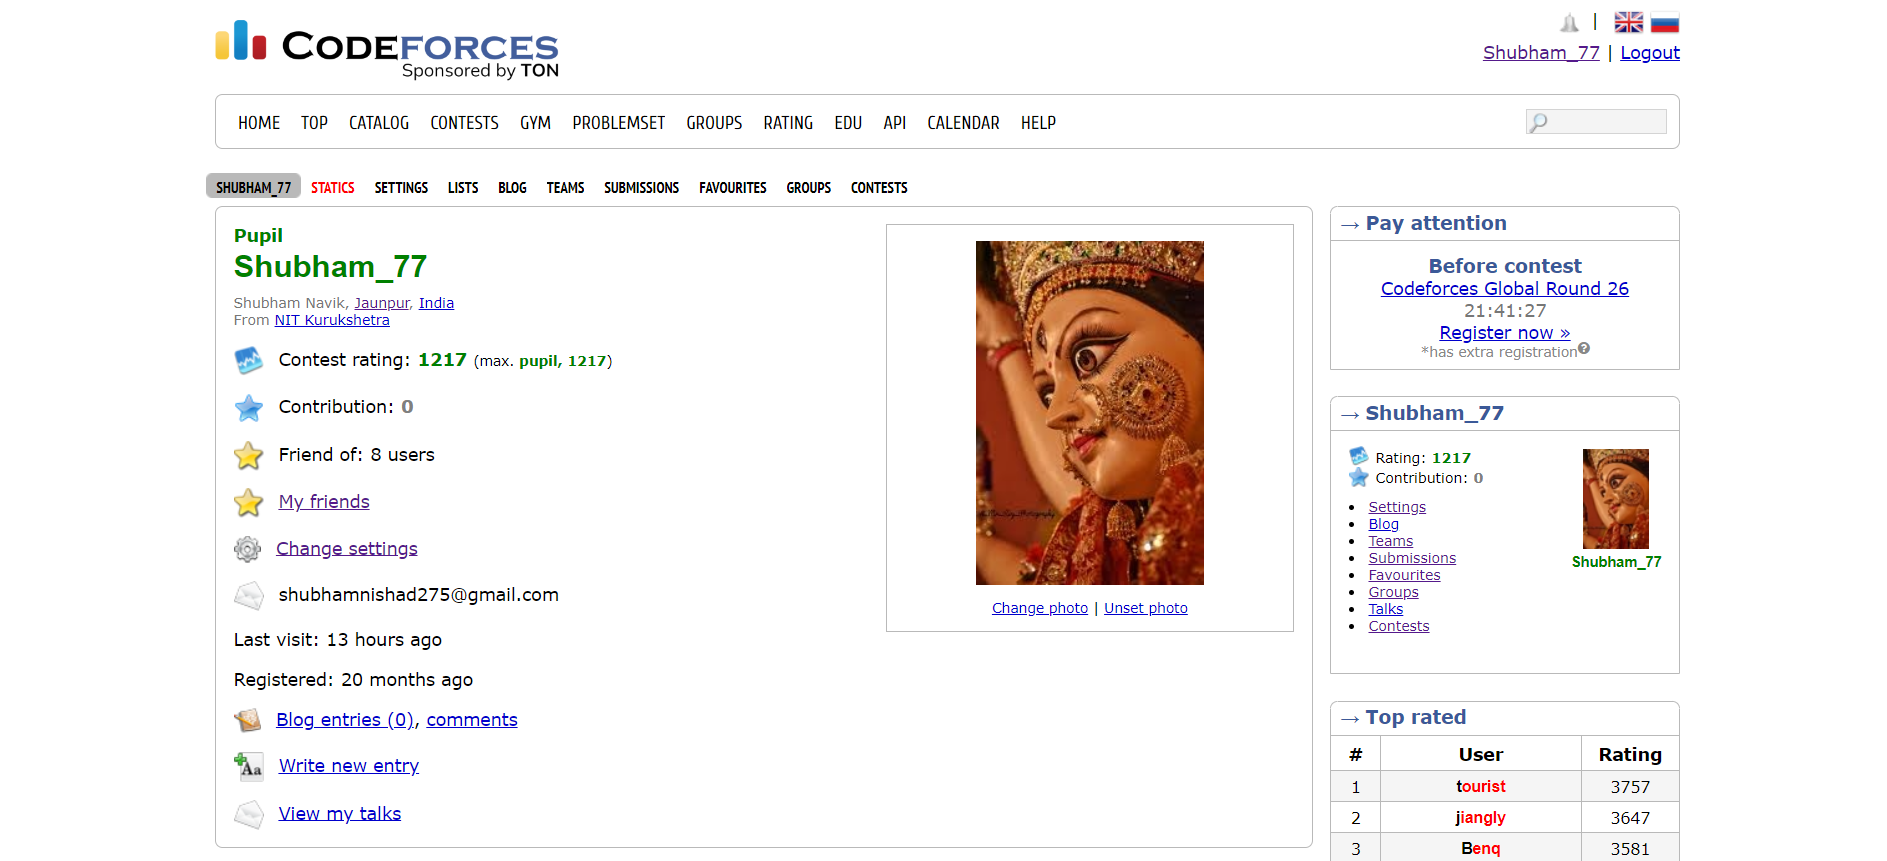 CODEFORCES
Sponsored by TON
|
Shubham_77 | Logout
HOME TOP CATALOG CONTESTS GYM PROBLEMSET GROUPS RATING EDU API CALENDAR HELP
SHUBHAM_77 STATICS SETTINGS LISTS BLOG TEAMS SUBMISSIONS FAVOURITES GROUPS CONTESTS
Pupil
Shubham_77
Shubham Navik, Jaunpur, India
From NIT Kurukshetra
Contest rating: 1217 (max. pupil, 1217)
Contribution: 0
Friend of: 8 users
My friends
Change settings
shubhamnishad275@gmail.com
Last visit: 13 hours ago
Registered: 20 months ago
Blog entries (0), comments
Write new entry
View my talks
Change photo | Unset photo
→ Pay attention
Before contest
Codeforces Global Round 26
21:41:27
Register now »
*has extra registration
→ Shubham_77
Rating: 1217
Contribution: 0
Settings
Blog
Teams
Submissions
Favourites
Groups
Talks
Contests
Shubham_77
→ Top rated
# User Rating
1 tourist 3757
2 jiangly 3647
3 Benq 3581